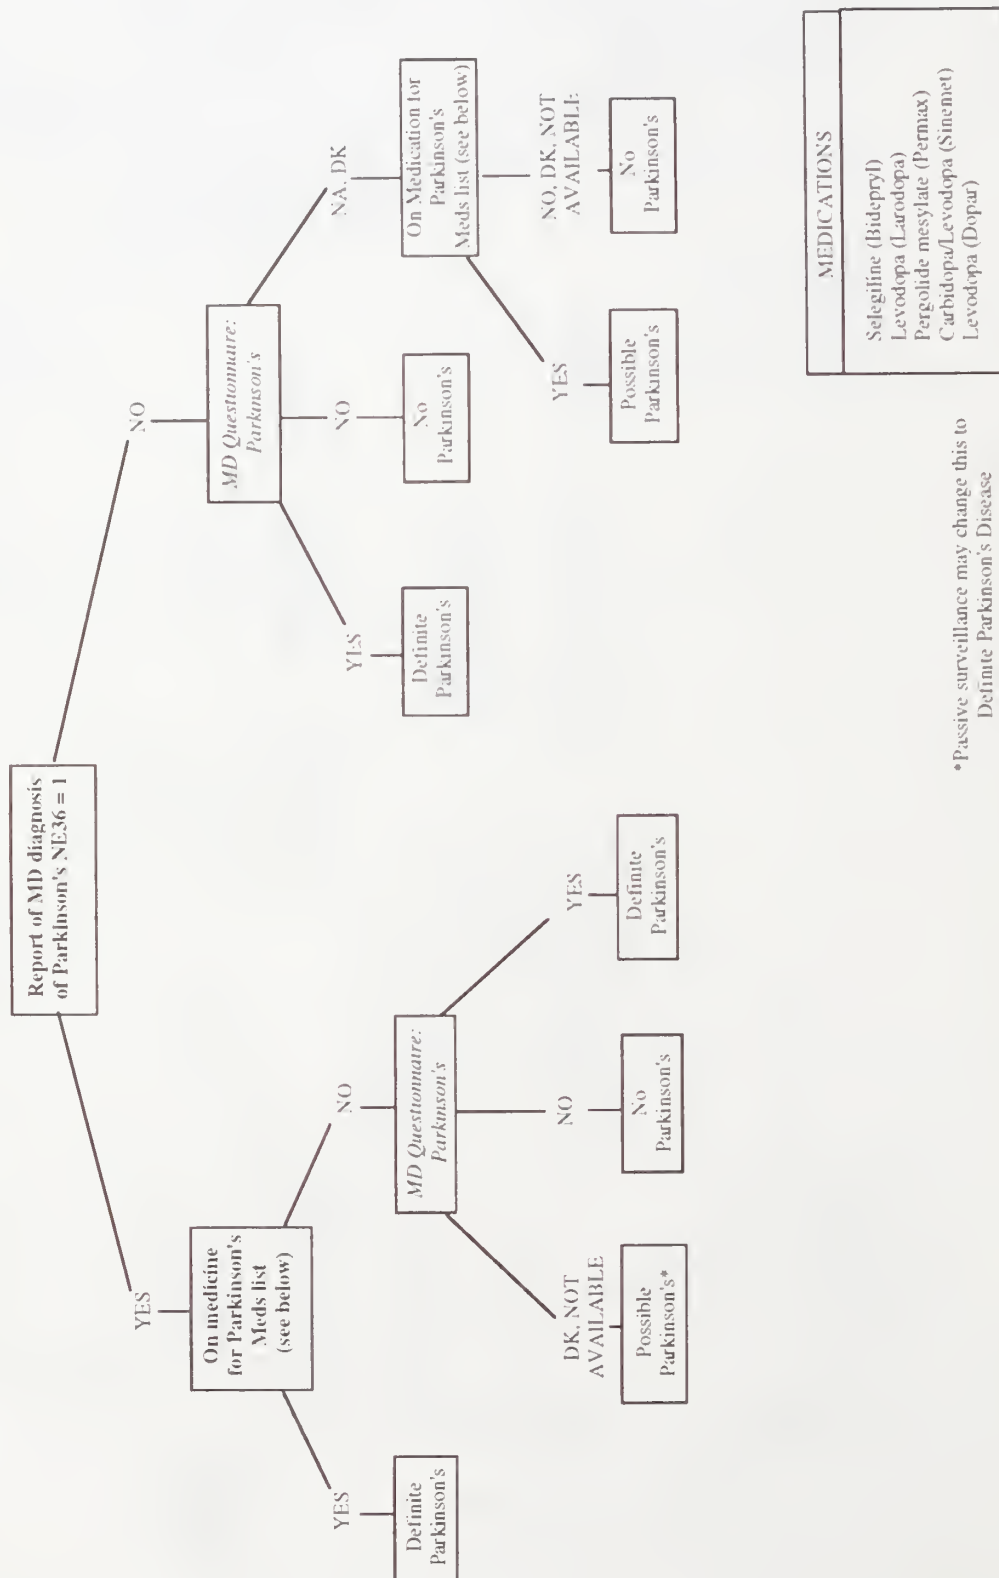 Report of MD diagnosis
of Parkinson's NE36 = 1
YES
NO
On medicine
for Parkinson's
Meds list
(see below)
MD Questionnaire:
Parkinson's
YES
NO
YES
NO
NA, DK
Definite
Parkinson's
MD Questionnaire:
Parkinson's
Definite
Parkinson's
No
Parkinson's
On Medication for
Parkinson's
Meds list (see below)
DK, NOT
AVAILABLE
NO
YES
YES
NO, DK, NOT
AVAILABLE
Possible
Parkinson's*
No
Parkinson's
Definite
Parkinson's
Possible
Parkinson's
No
Parkinson's
MEDICATIONS
Selegiline (Bidepryl)
Levodopa (Larodopa)
Pergolide mesylate (Permax)
Carbidopa/Levodopa (Sinemet)
Levodopa (Dopar)
*Passive surveillance may change this to
Definite Parkinson's Disease